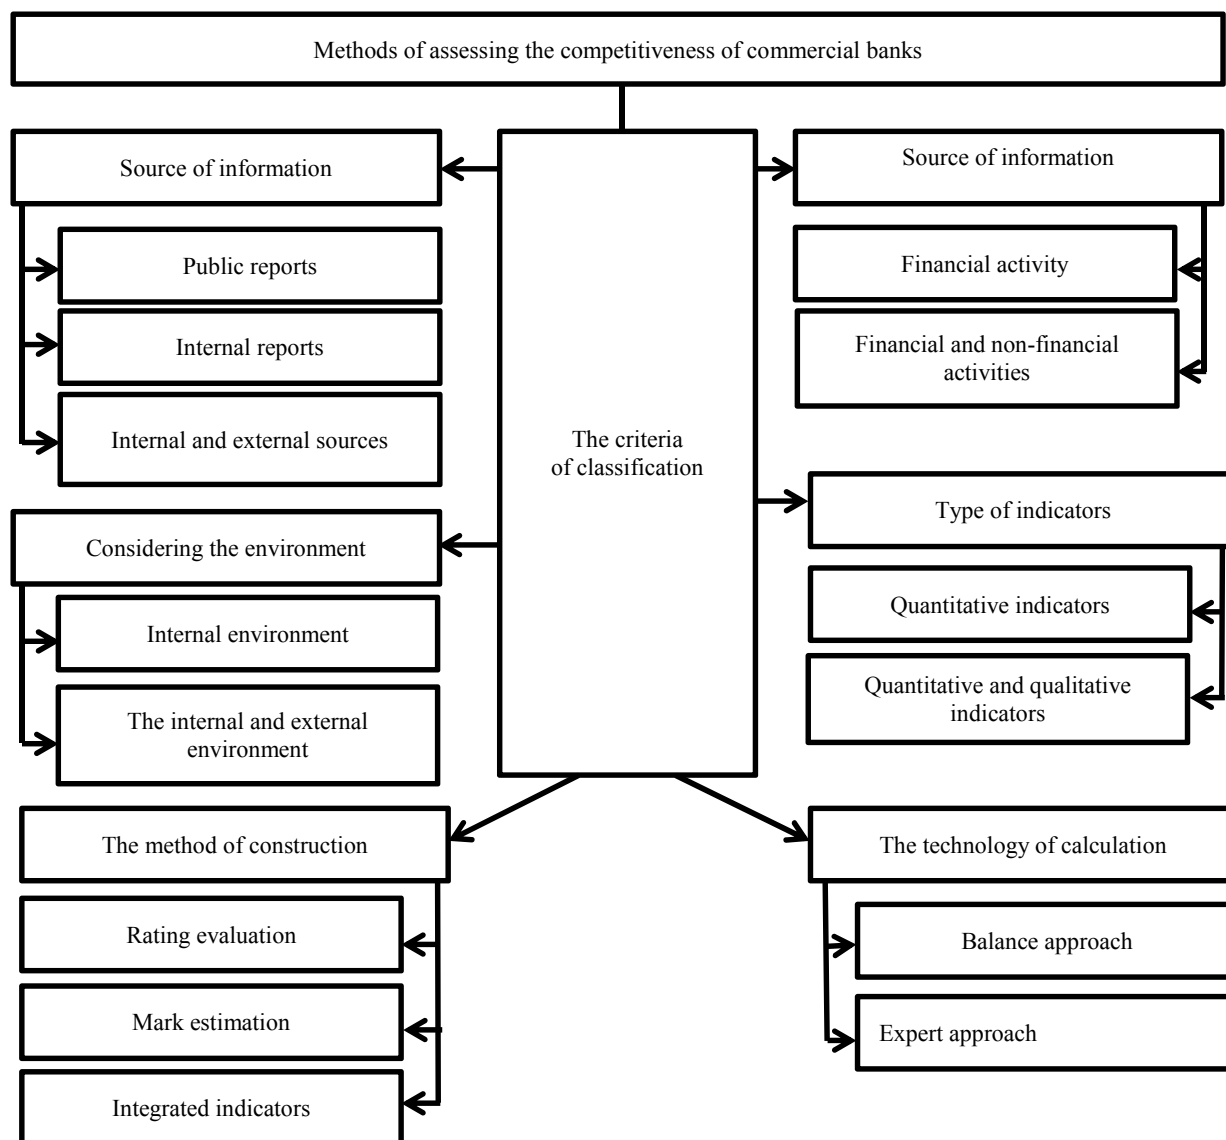 Methods of assessing the competitiveness of commercial banks
Source of information
Public reports
Internal reports
Internal and external sources
Considering the environment
Internal environment
The internal and external
environment
The method of construction
Rating evaluation
Mark estimation
Integrated indicators
The criteria
of classification
Source of information
Financial activity
Financial and non-financial
activities
Type of indicators
Quantitative indicators
Quantitative and qualitative
indicators
The technology of calculation
Balance approach
Expert approach